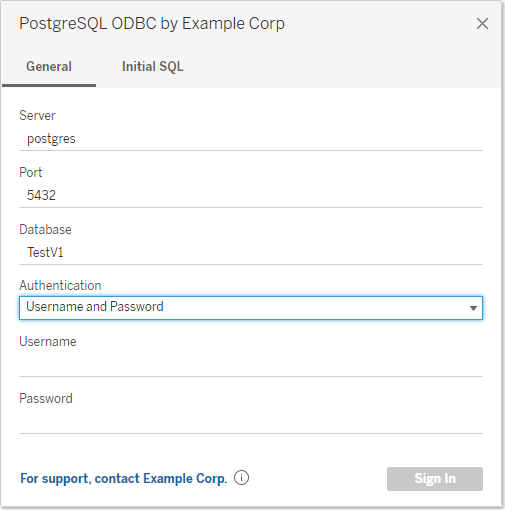 PostgreSQL ODBC by Example Corp
General Initial SQL
Server
postgres
Port
5432
Database
TestV1
Authentication
Username and Password
Username
Password
For support, contact Example Corp. Sign In